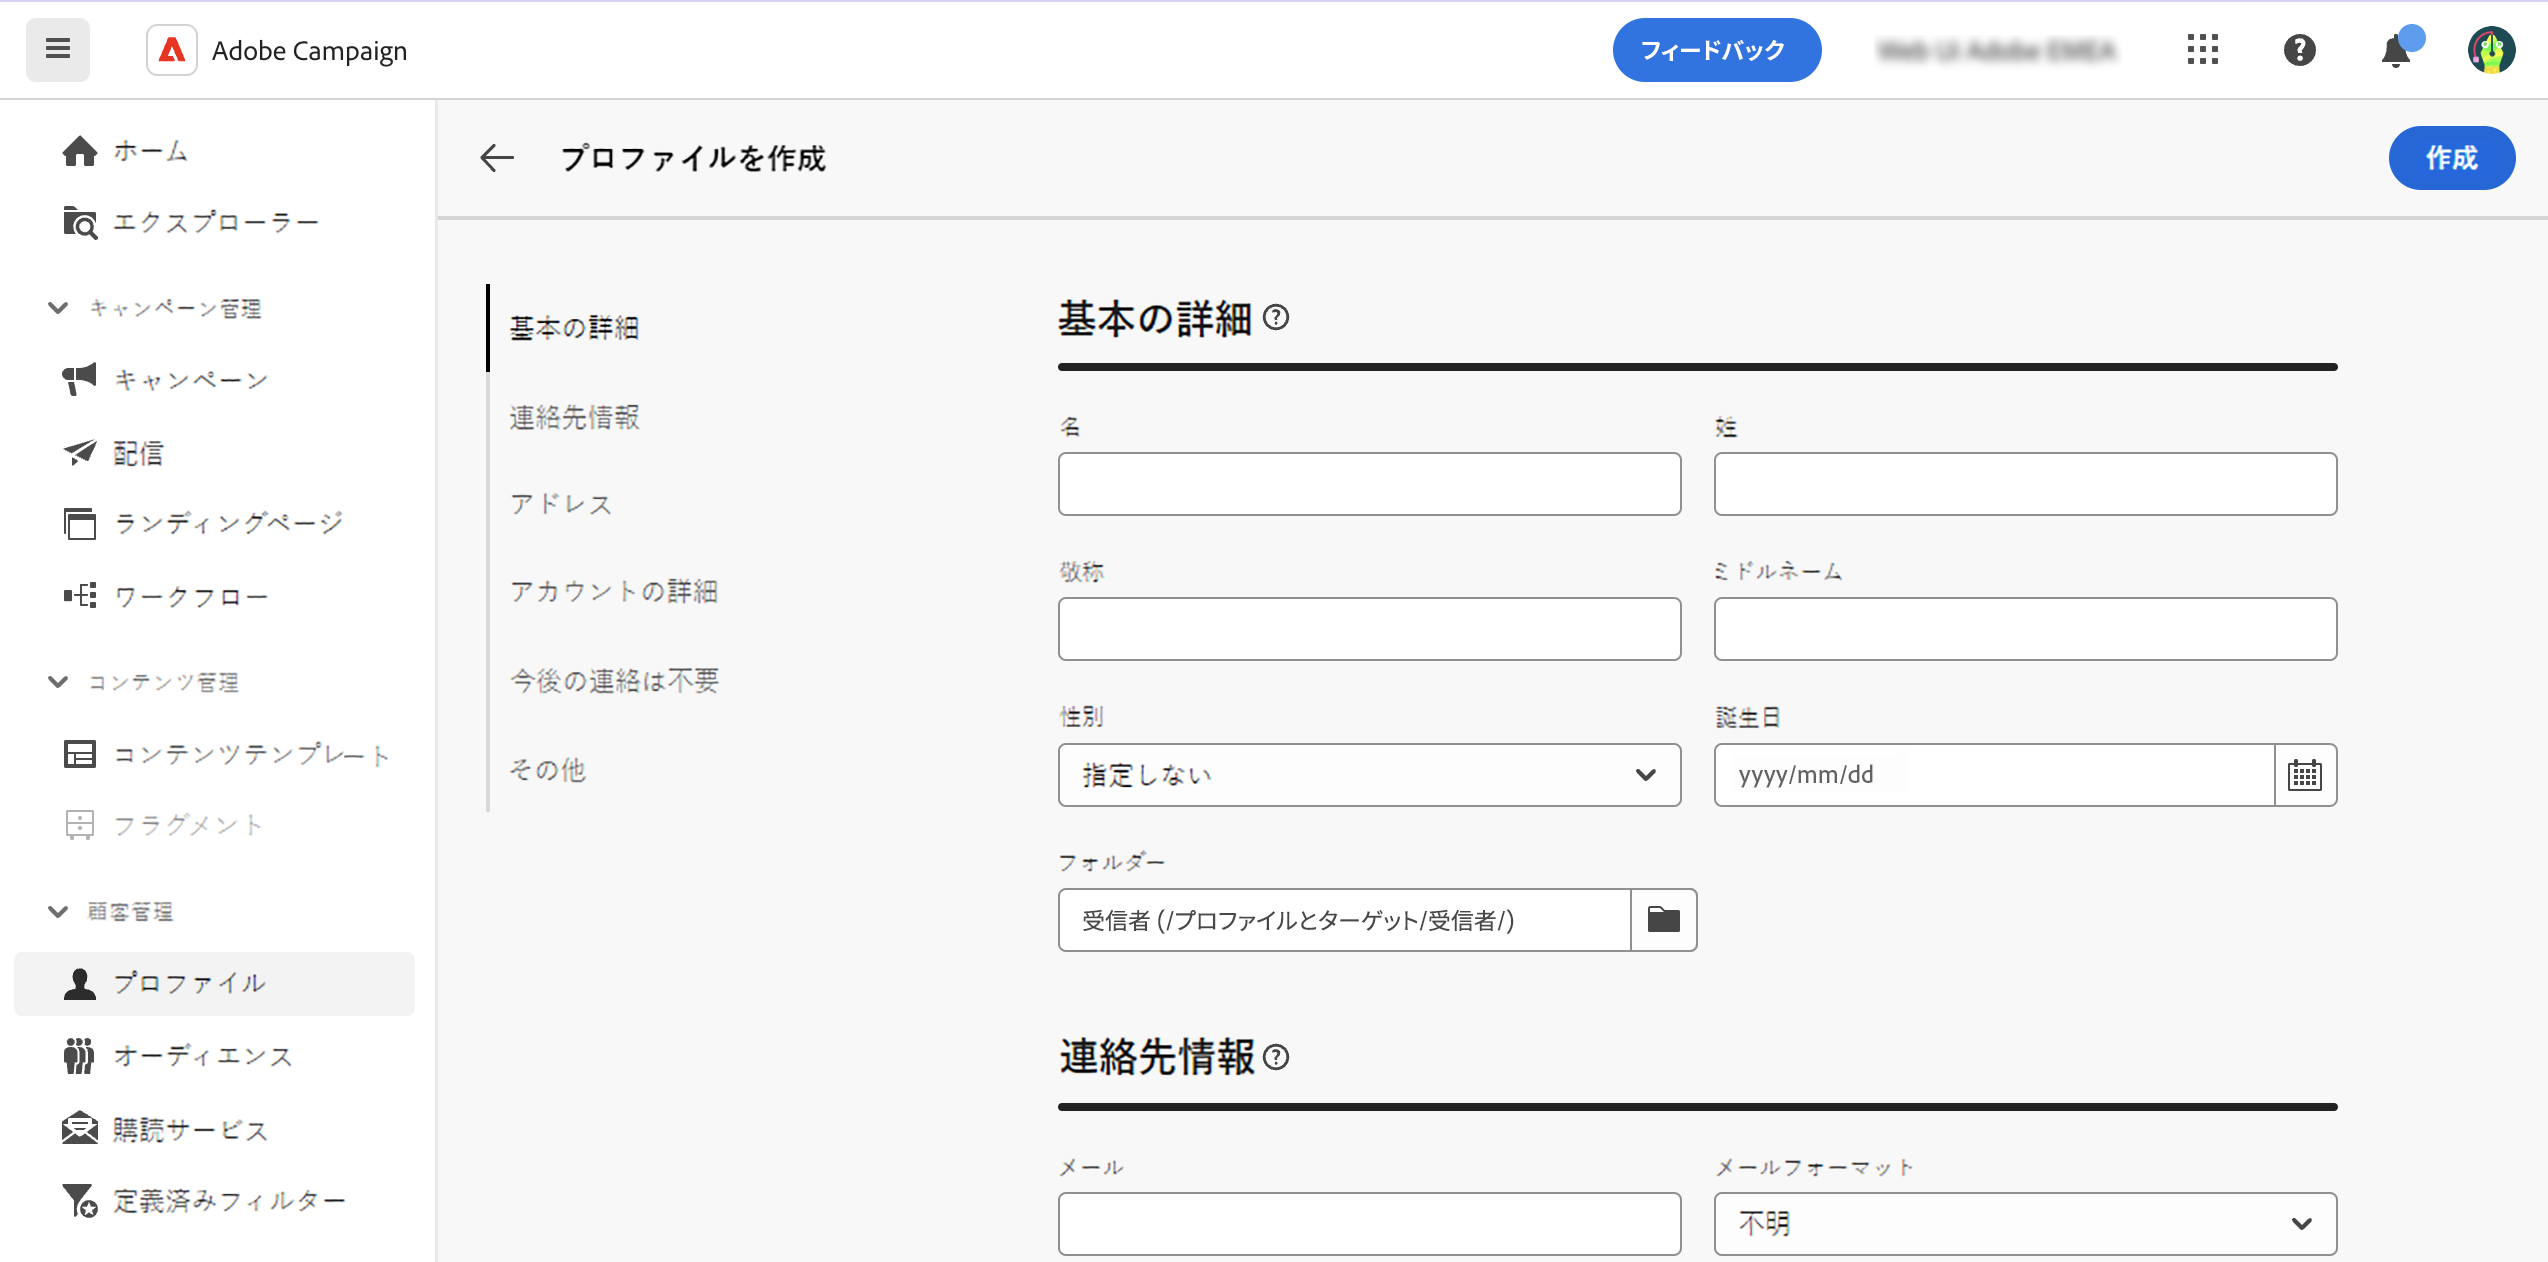 Adobe Campaign
フィードバック
ホーム
エクスプローラー
キャンペーン管理
キャンペーン
配信
ランディングページ
ワークフロー
コンテンツ管理
コンテンツテンプレート
フラグメント
顧客管理
プロファイル
オーディエンス
購読サービス
定義済みフィルター
プロファイルを作成
作成
基本の詳細
連絡先情報
アドレス
アカウントの詳細
今後の連絡は不要
その他
基本の詳細
名
姓
敬称
ミドルネーム
性別
誕生日
指定しない
yyyy/mm/dd
フォルダー
受信者 (/プロファイルとターゲット/受信者/)
連絡先情報
メール
メールフォーマット
不明